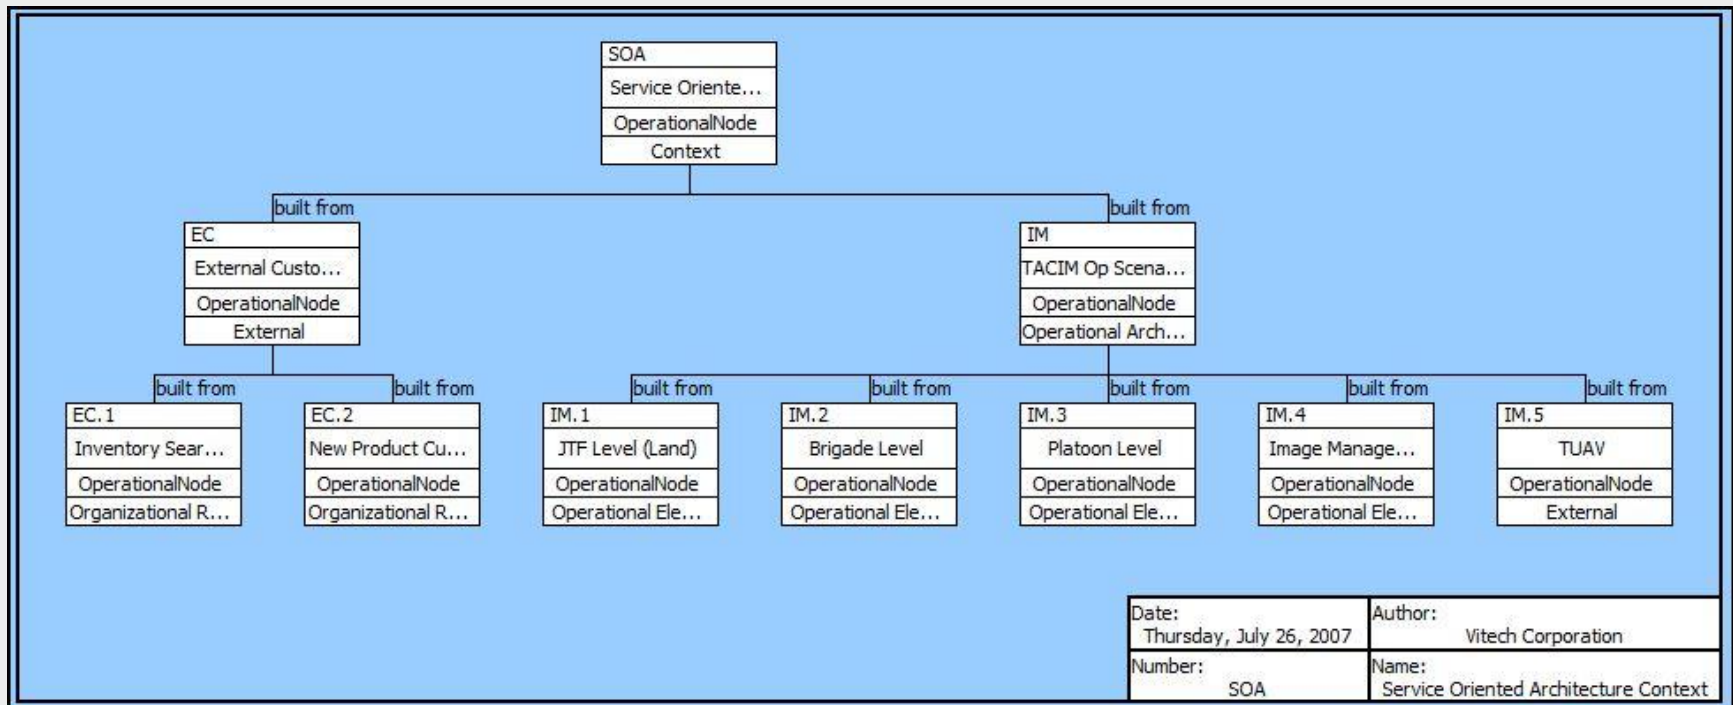 SOA
Service Oriente...
OperationalNode
Context
built from
built from
EC
External Custo...
OperationalNode
External
IM
TACIM Op Scena...
OperationalNode
Operational Arch...
built from
built from
built from
built from
built from
built from
built from
EC.1
Inventory Sear...
OperationalNode
Organizational R...
EC.2
New Product Cu...
OperationalNode
Organizational R...
IM.1
JTF Level (Land)
OperationalNode
Operational Ele...
IM.2
Brigade Level
OperationalNode
Operational Ele...
IM.3
Platoon Level
OperationalNode
Operational Ele...
IM.4
Image Manage...
OperationalNode
Operational Ele...
IM.5
TUAV
OperationalNode
External
Date:
Thursday, July 26, 2007
Author:
Vitech Corporation
Number:
SOA
Name:
Service Oriented Architecture Context